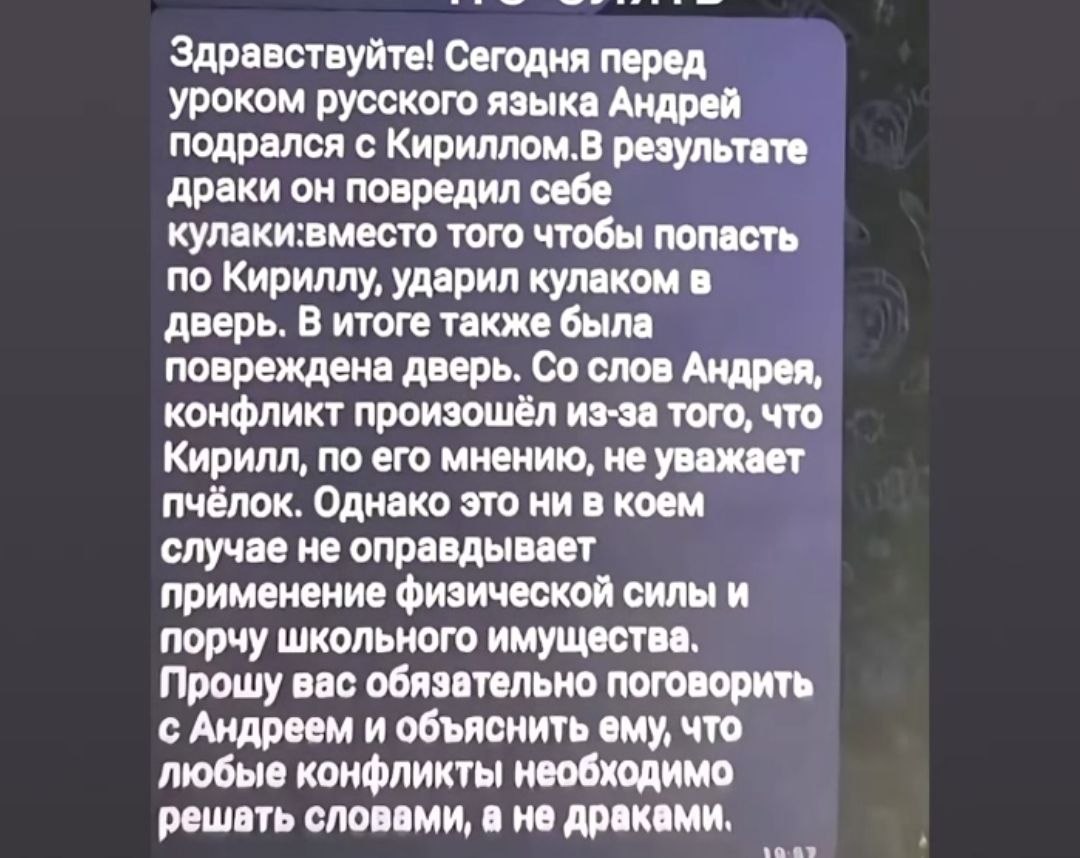 Здравствуйте! Сегодня перед
уроком русского языка Андрей
подрался с Кириллом.В результате
драки он повредил себе
кулаки:вместо того чтобы попасть
по Кириллу, ударил кулаком в
дверь. В итоге также была
повреждена дверь. Со слов Андрея,
конфликт произошёл из-за того, что
Кирилл, по его мнению, не уважает
пчёлок. Однако это ни в коем
случае не оправдывает
применение физической силы и
порчу школьного имущества.
Прошу вас обязательно поговорить
с Андреем и объяснить ему, что
любые конфликты необходимо
решать словами, а не драками.